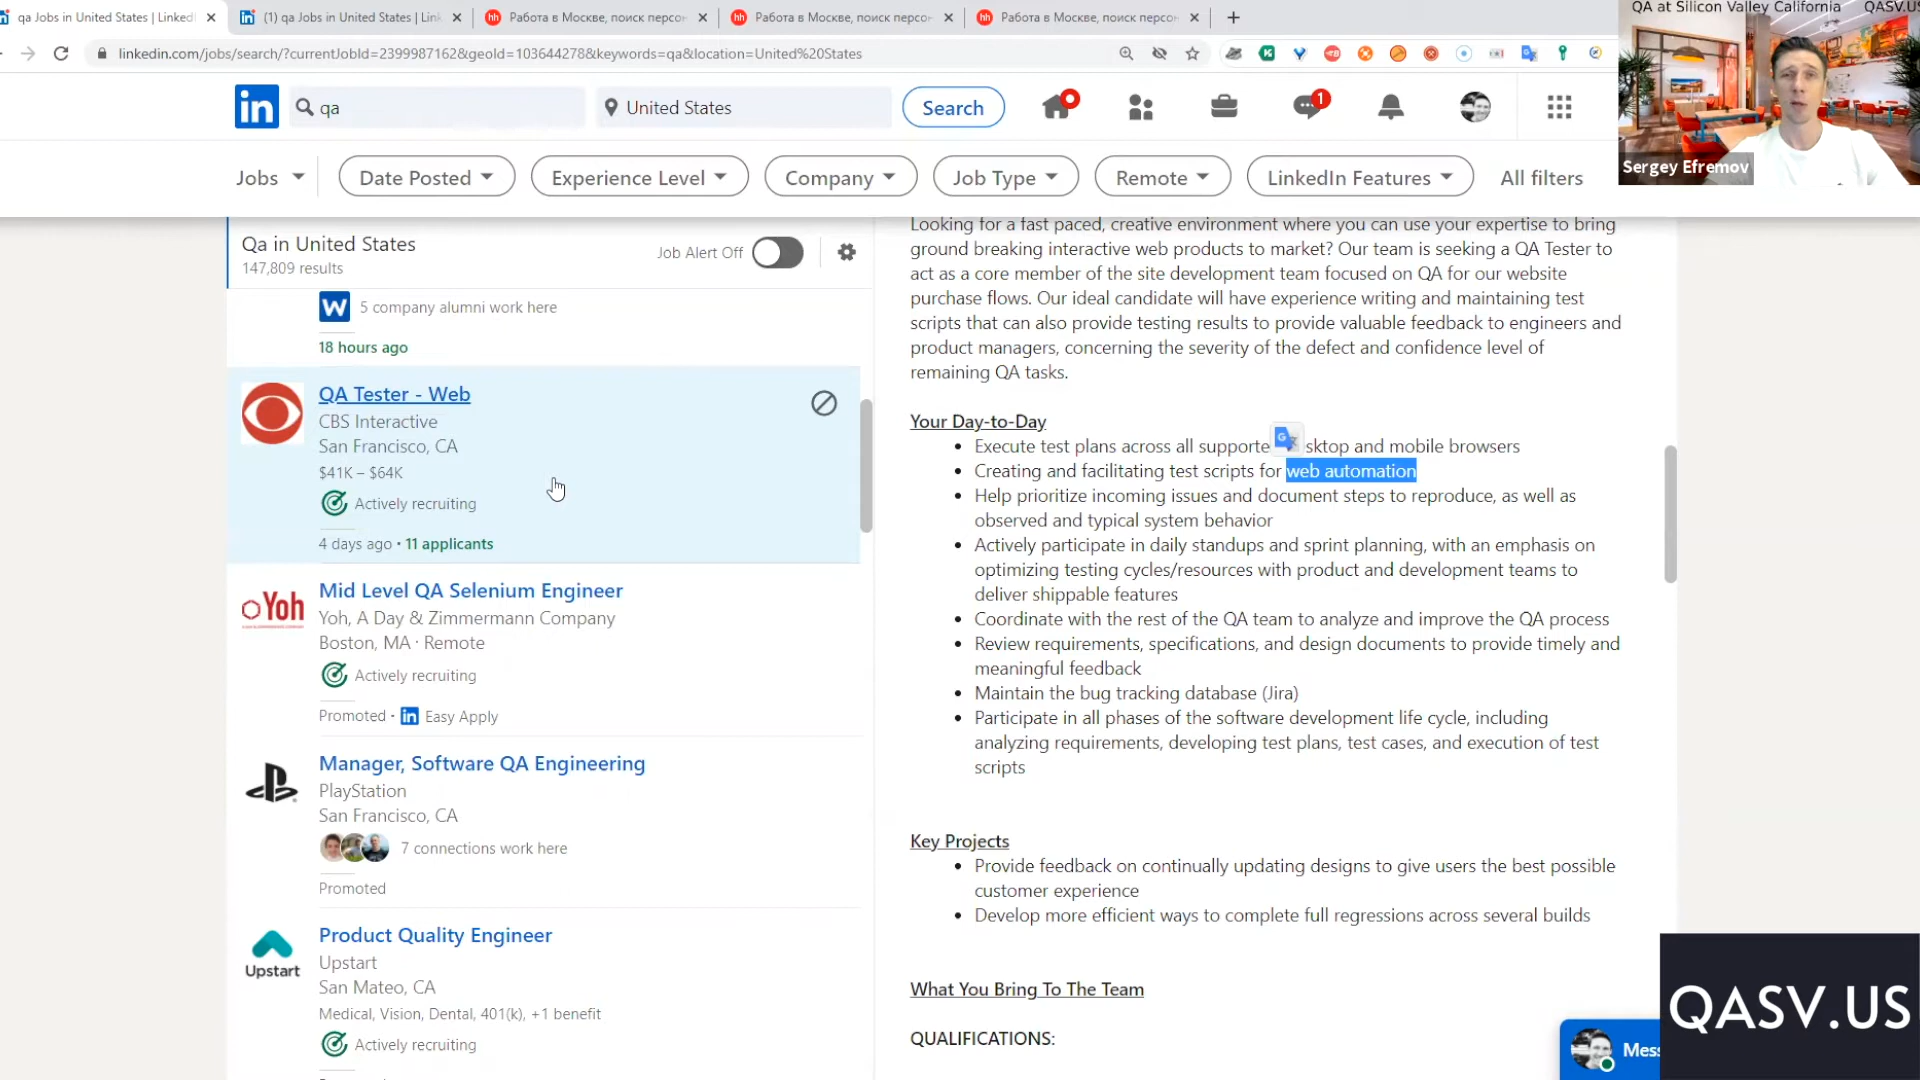 qa Jobs in United States | LinkedI
(1) qa Jobs in United States | Link
Работа в Москве, поиск персон
Работа в Москве, поиск персон
Работа в Москве, поиск персон
linkedin.com/jobs/search/?currentJobId=2399987162&geoId=103644278&keywords=qa&location=United%20States
QA at Silicon Valley California QASV.US
Sergey Efremov
in
qa
United States
Search
1
Jobs
Date Posted
Experience Level
Company
Job Type
Remote
LinkedIn Features
All filters
Qa in United States
147,809 results
Job Alert Off
W
5 company alumni work here
18 hours ago
QA Tester - Web
CBS Interactive
San Francisco, CA
$41K – $64K
Actively recruiting
4 days ago • 11 applicants
Yoh
Mid Level QA Selenium Engineer
Yoh, A Day & Zimmermann Company
Boston, MA · Remote
Actively recruiting
Promoted · in Easy Apply
Manager, Software QA Engineering
PlayStation
San Francisco, CA
7 connections work here
Promoted
Upstart
Product Quality Engineer
Upstart
San Mateo, CA
Medical, Vision, Dental, 401(k), +1 benefit
Actively recruiting
Looking for a fast paced, creative environment where you can use your expertise to bring
ground breaking interactive web products to market? Our team is seeking a QA Tester to
act as a core member of the site development team focused on QA for our website
purchase flows. Our ideal candidate will have experience writing and maintaining test
scripts that can also provide testing results to provide valuable feedback to engineers and
product managers, concerning the severity of the defect and confidence level of
remaining QA tasks.
Your Day-to-Day
• Execute test plans across all supporte sktop and mobile browsers
• Creating and facilitating test scripts for web automation
• Help prioritize incoming issues and document steps to reproduce, as well as
observed and typical system behavior
• Actively participate in daily standups and sprint planning, with an emphasis on
optimizing testing cycles/resources with product and development teams to
deliver shippable features
• Coordinate with the rest of the QA team to analyze and improve the QA process
• Review requirements, specifications, and design documents to provide timely and
meaningful feedback
• Maintain the bug tracking database (Jira)
• Participate in all phases of the software development life cycle, including
analyzing requirements, developing test plans, test cases, and execution of test
scripts
Key Projects
• Provide feedback on continually updating designs to give users the best possible
customer experience
• Develop more efficient ways to complete full regressions across several builds
What You Bring To The Team
QUALIFICATIONS:
Mess
QASV.US